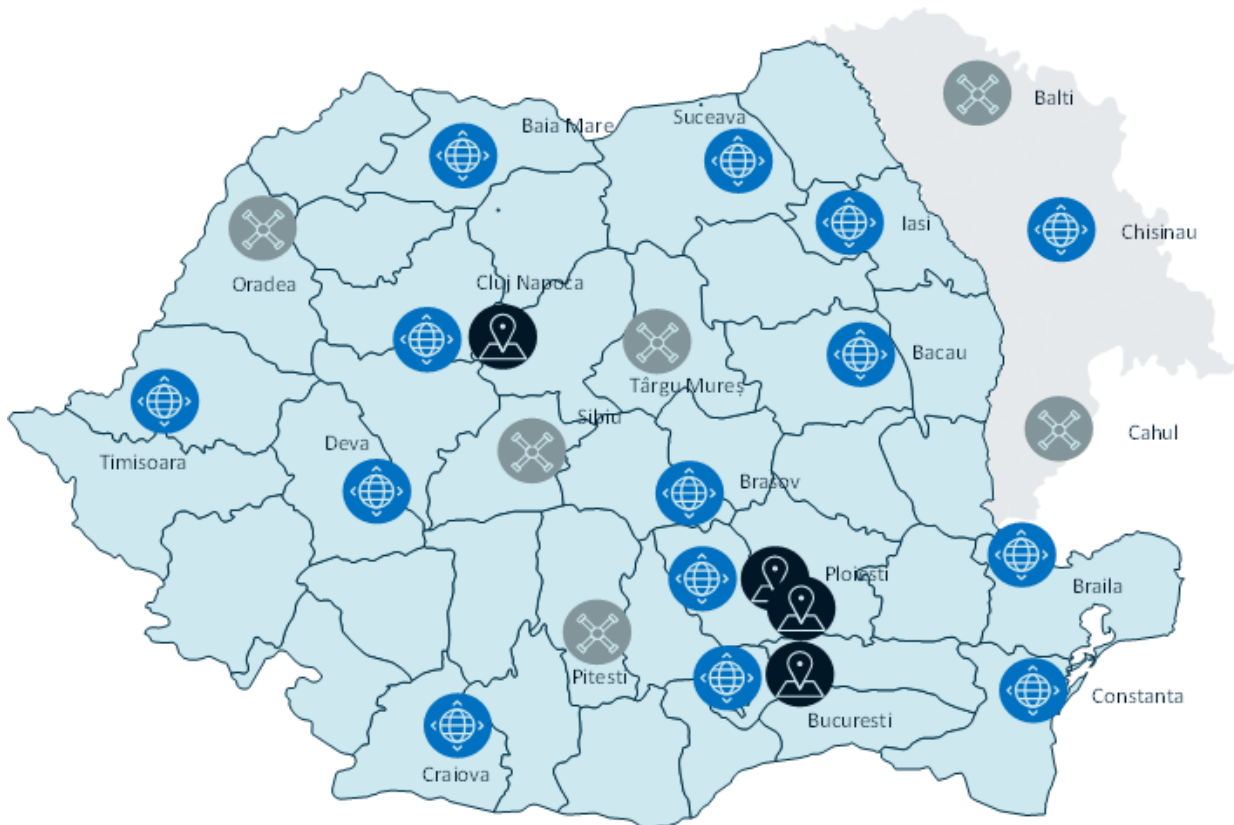 Balti
Suceava
Baia Mare
Iasi
Chisinau
Oradea
Cluj Napoca
Bacau
Târgu Mureș
Sibiu
Cahul
Deva
Timisoara
Brasov
Ploiesti
Braila
Pitesti
Constanta
Bucuresti
Craiova